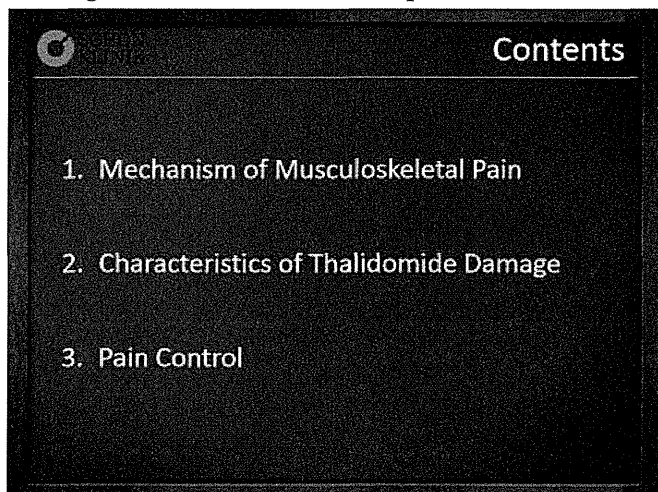 Contents
1. Mechanism of Musculoskeletal Pain
2. Characteristics of Thalidomide Damage
3. Pain Control